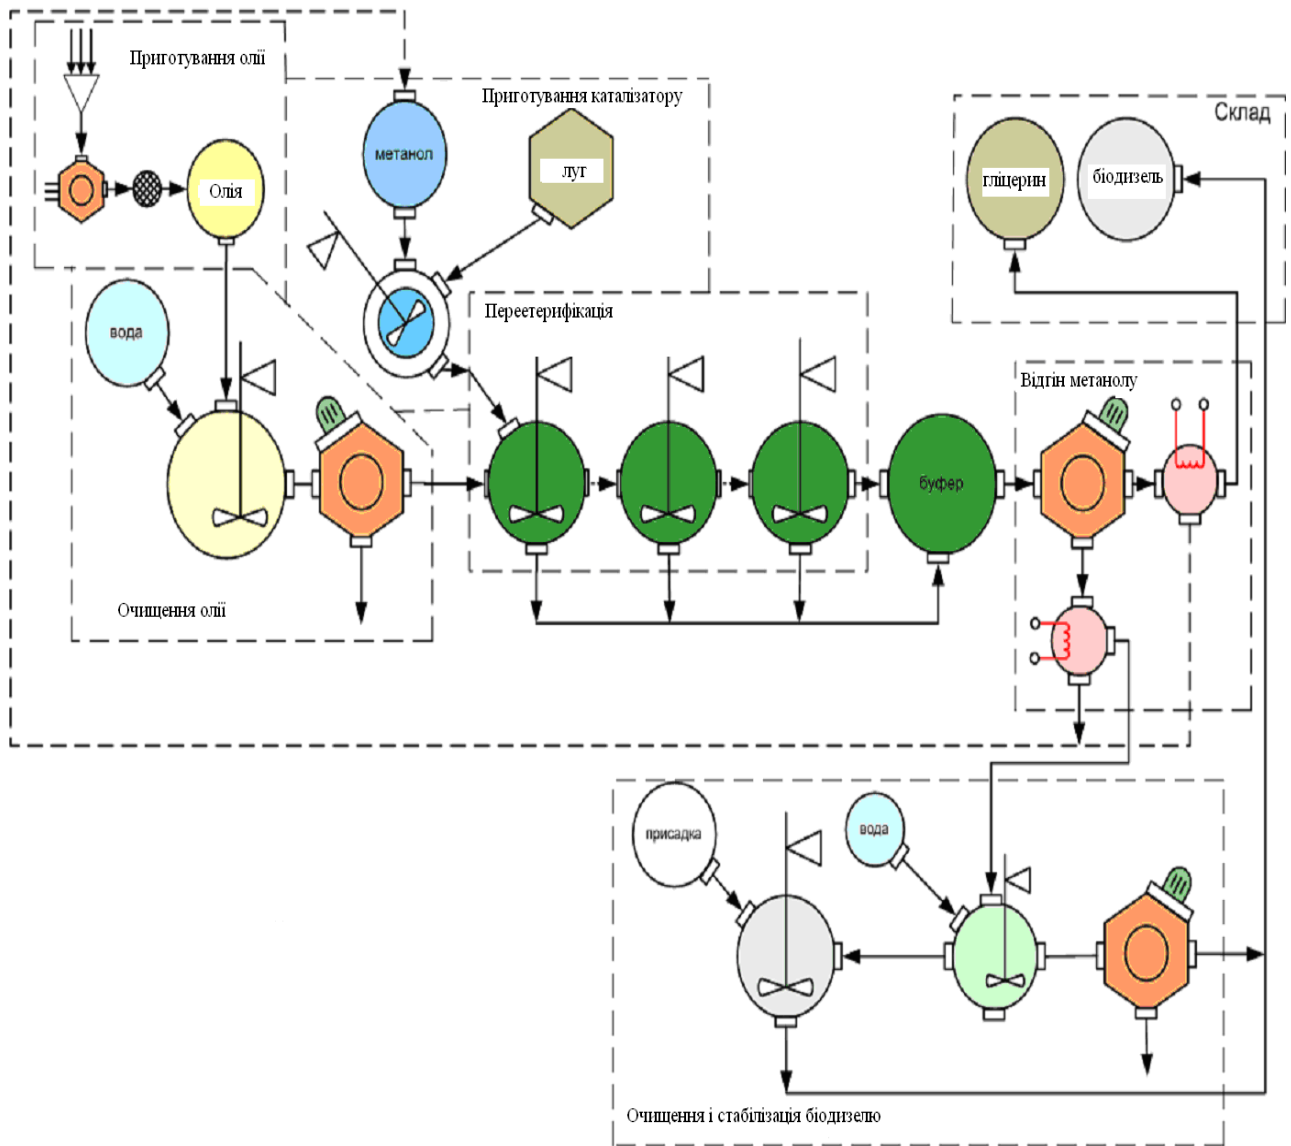 Приготування олії
Приготування каталізатору
Склад
метанол
луг
Олія
гліцерин
біодизель
вода
Переетерифікація
Відгін метанолу
буфер
Очищення олії
присадка
вода
Очищення і стабілізація біодизелю